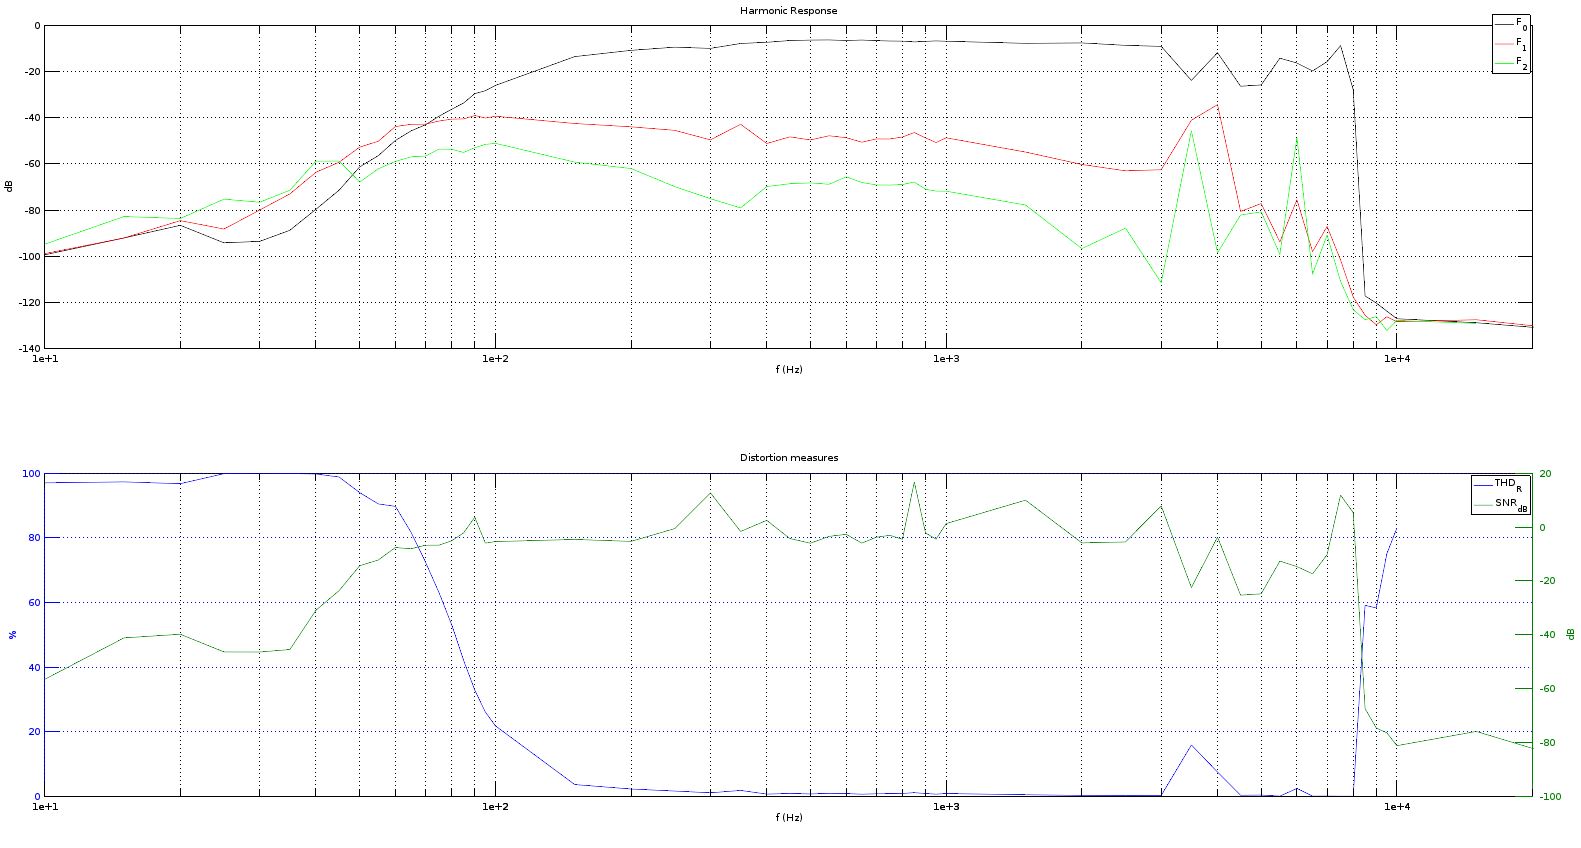 Harmonic Response
F0
F1
F2
0
-20
-40
-60
-80
-100
-120
-140
dB
1e+1
1e+2
1e+3
1e+4
f (Hz)
Distortion measures
THDR
SNRdB
100
80
60
40
20
0
%
20
0
-20
-40
-60
-80
-100
dB
1e+1
1e+2
1e+3
1e+4
f (Hz)